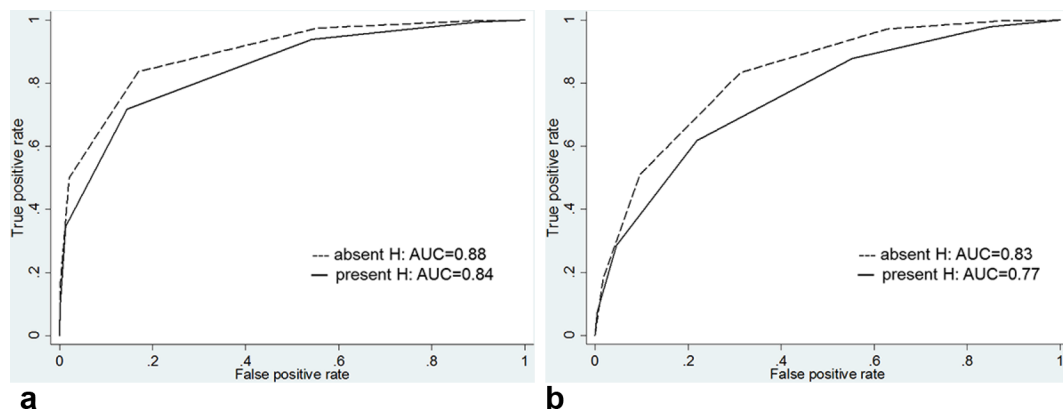 True positive rate
0 .2 .4 .6 .8 1
absent H: AUC=0.88
present H: AUC=0.84
0 .2 .4 .6 .8 1
False positive rate
a
True positive rate
0 .2 .4 .6 .8 1
absent H: AUC=0.83
present H: AUC=0.77
0 .2 .4 .6 .8 1
False positive rate
b